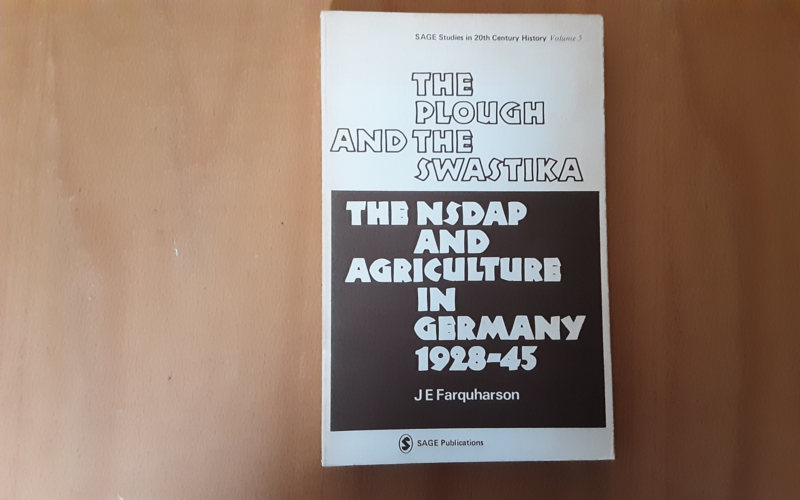 SAGE Studies in 20th Century History Volume 5
THE
PLOUGH
AND THE
SWASTIKA
THE NSDAP
AND
AGRICULTURE
IN
GERMANY
1928-45
J E Farquharson
S SAGE Publications